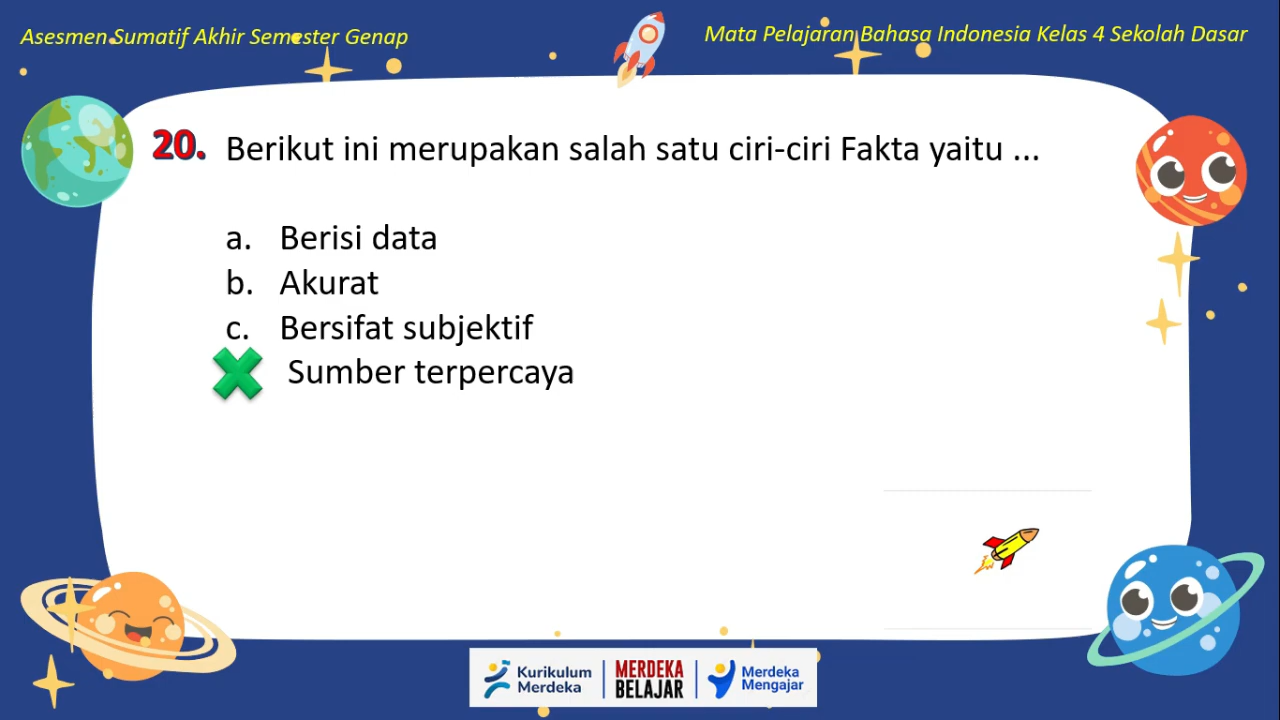 Asesmen Sumatif Akhir Semester Genap
Mata Pelajaran Bahasa Indonesia Kelas 4 Sekolah Dasar
20. Berikut ini merupakan salah satu ciri-ciri Fakta yaitu ...
a. Berisi data
b. Akurat
c. Bersifat subjektif
Sumber terpercaya
Kurikulum Merdeka
MERDEKA BELAJAR
Merdeka Mengajar